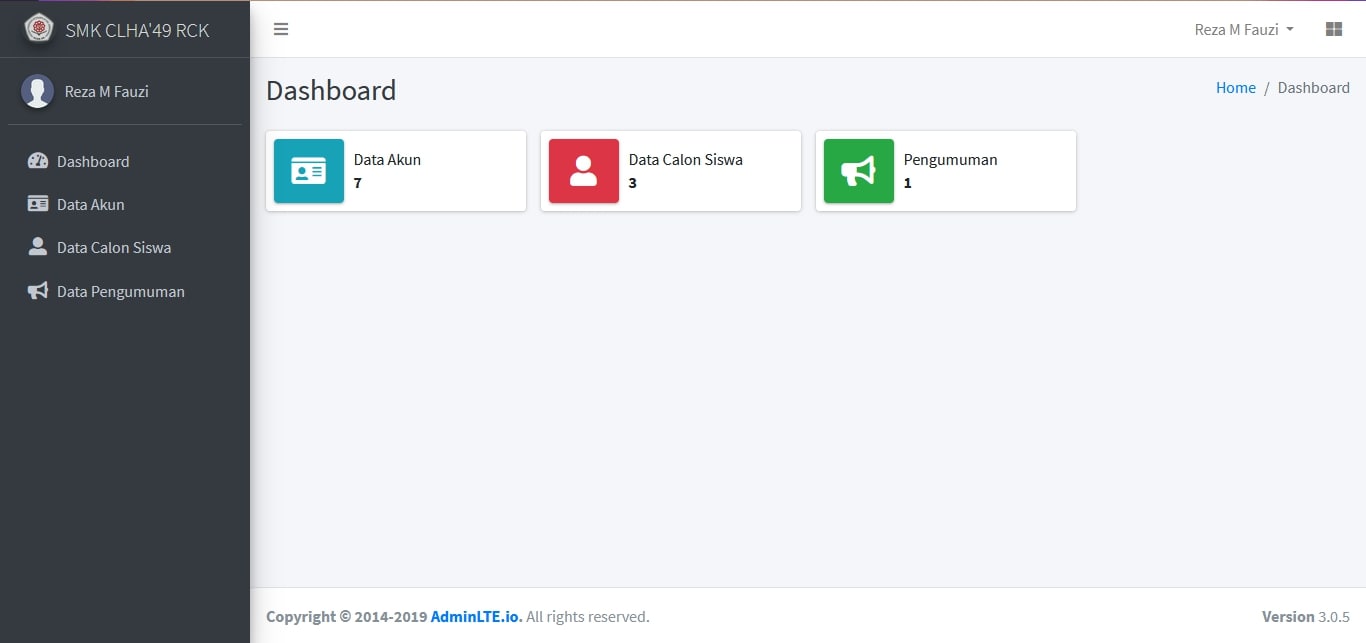 SMK CLHA'49 RCK
Reza M Fauzi
Dashboard
Data Akun
Data Calon Siswa
Data Pengumuman
Reza M Fauzi
Dashboard
Home / Dashboard
Data Akun
7
Data Calon Siswa
3
Pengumuman
1
Copyright © 2014-2019 AdminLTE.io. All rights reserved.
Version 3.0.5